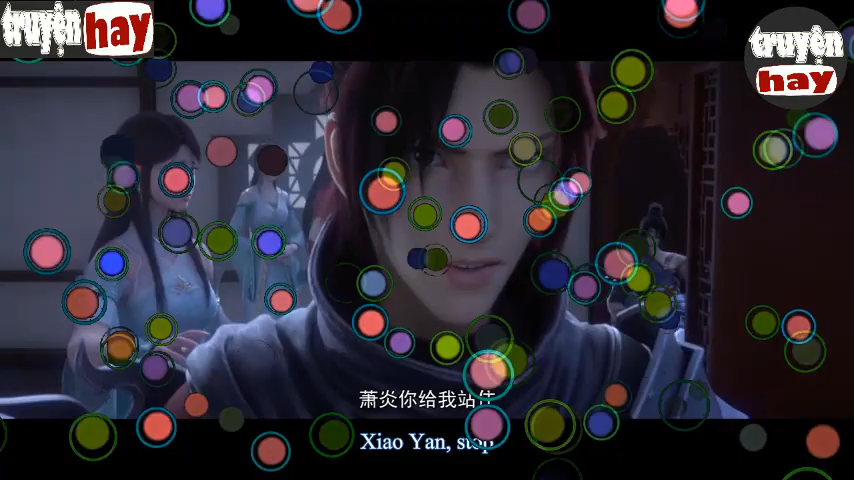 truyện hay
truyện
hay
萧炎你给我站住
Xiao Yan, stop